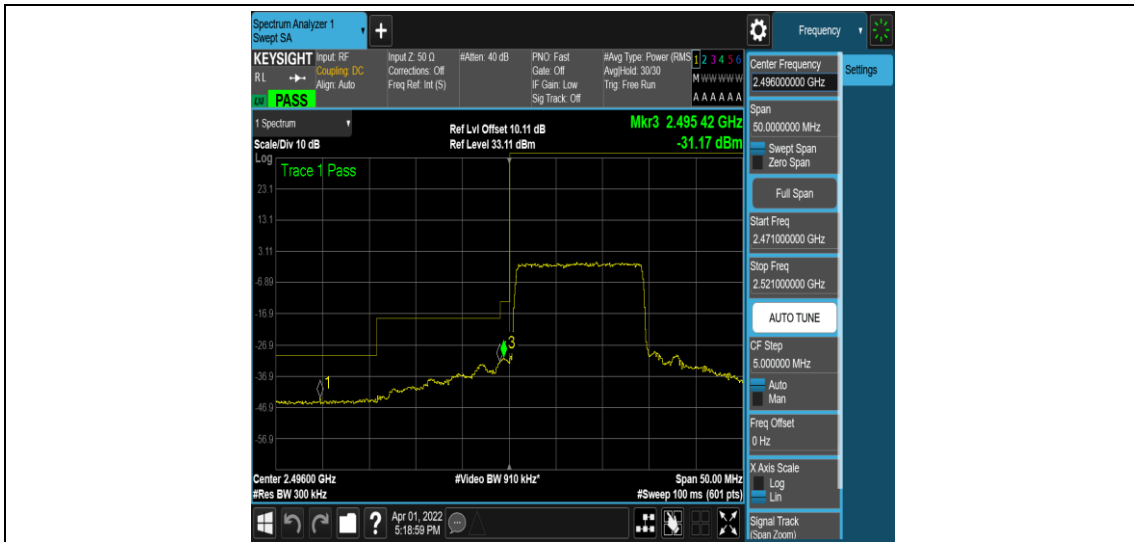 Spectrum Analyzer 1
Swept SA
+
Frequency
KEYSIGHT
RL
PASS
Input: RF
Coupling: DC
Align: Auto
Input Z: 50 Ω
Corrections: Off
Freq Ref: Int (S)
#Atten: 40 dB
PNO: Fast
Gate: Off
IF Gain: Low
Sig Track: Off
#Avg Type: Power (RMS
Avg|Hold: 30/30
Trig: Free Run
1 2 3 4 5 6
M W W W W W
A A A A A A
1 Spectrum
Scale/Div 10 dB
Ref Lvl Offset 10.11 dB
Ref Level 33.11 dBm
Mkr3 2.495 42 GHz
-31.17 dBm
Log
Trace 1 Pass
23.1
13.1
3.11
-6.89
-16.9
-26.9
-36.9
-46.9
-56.9
1
3
Center 2.49600 GHz
#Res BW 300 kHz
#Video BW 910 kHz*
Span 50.00 MHz
#Sweep 100 ms (601 pts)
?
Apr 01, 2022
5:18:59 PM
Center Frequency
2.496000000 GHz
Settings
Span
50.0000000 MHz
Swept Span
Zero Span
Full Span
Start Freq
2.471000000 GHz
Stop Freq
2.521000000 GHz
AUTO TUNE
CF Step
5.000000 MHz
Auto
Man
Freq Offset
0 Hz
X Axis Scale
Log
Lin
Signal Track
(Span Zoom)